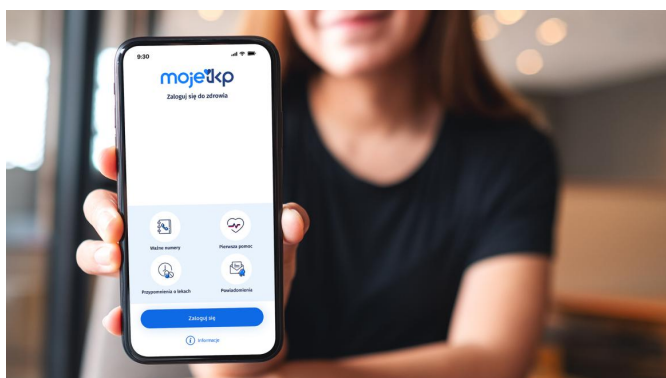 9:30
mojeikp
Zaloguj się do zdrowia
Ważne numery
Pierwsza pomoc
Przypomnienia o lekach
Powiadomienia
Zaloguj się
i Informacje